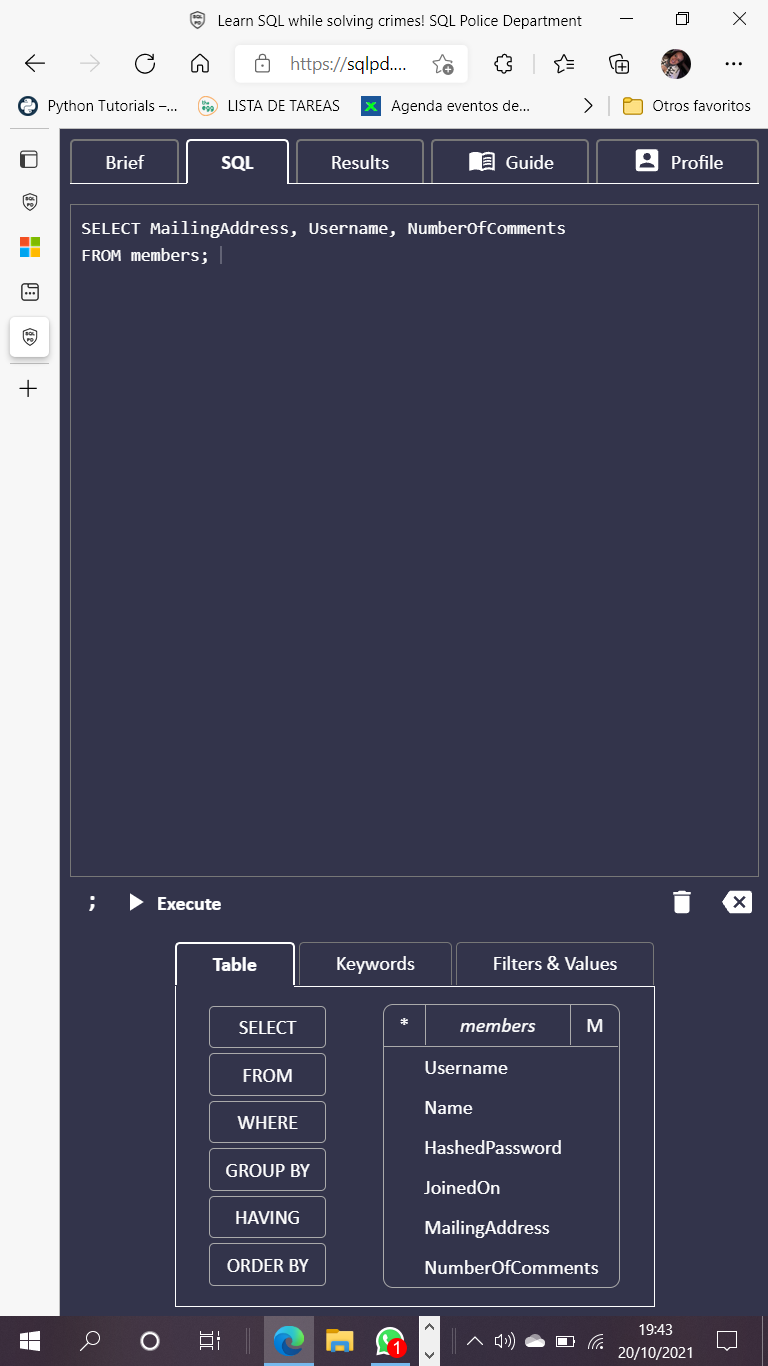 Learn SQL while solving crimes! SQL Police Department
https://sqlpd....
Python Tutorials –...
LISTA DE TAREAS
Agenda eventos de...
Otros favoritos
Brief
SQL
Results
Guide
Profile
SELECT MailingAddress, Username, NumberOfComments
FROM members;
;
Execute
Table
Keywords
Filters & Values
SELECT
FROM
WHERE
GROUP BY
HAVING
ORDER BY
* members M
Username
Name
HashedPassword
JoinedOn
MailingAddress
NumberOfComments
1
19:43
20/10/2021